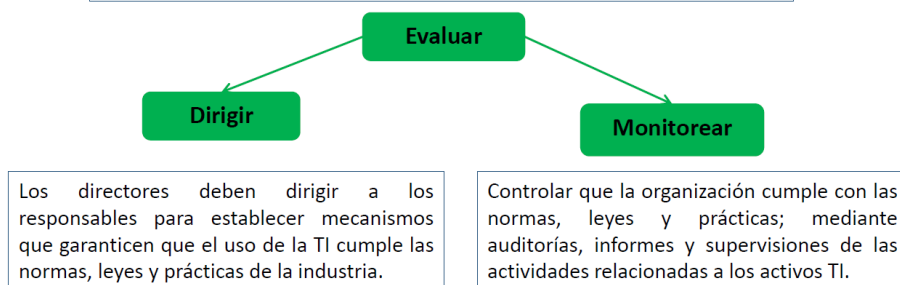 Evaluar
Dirigir
Monitorear
Los directores deben dirigir a los
responsables para establecer mecanismos
que garanticen que el uso de la TI cumple las
normas, leyes y prácticas de la industria.
Controlar que la organización cumple con las
normas, leyes y prácticas; mediante
auditorías, informes y supervisiones de las
actividades relacionadas a los activos TI.